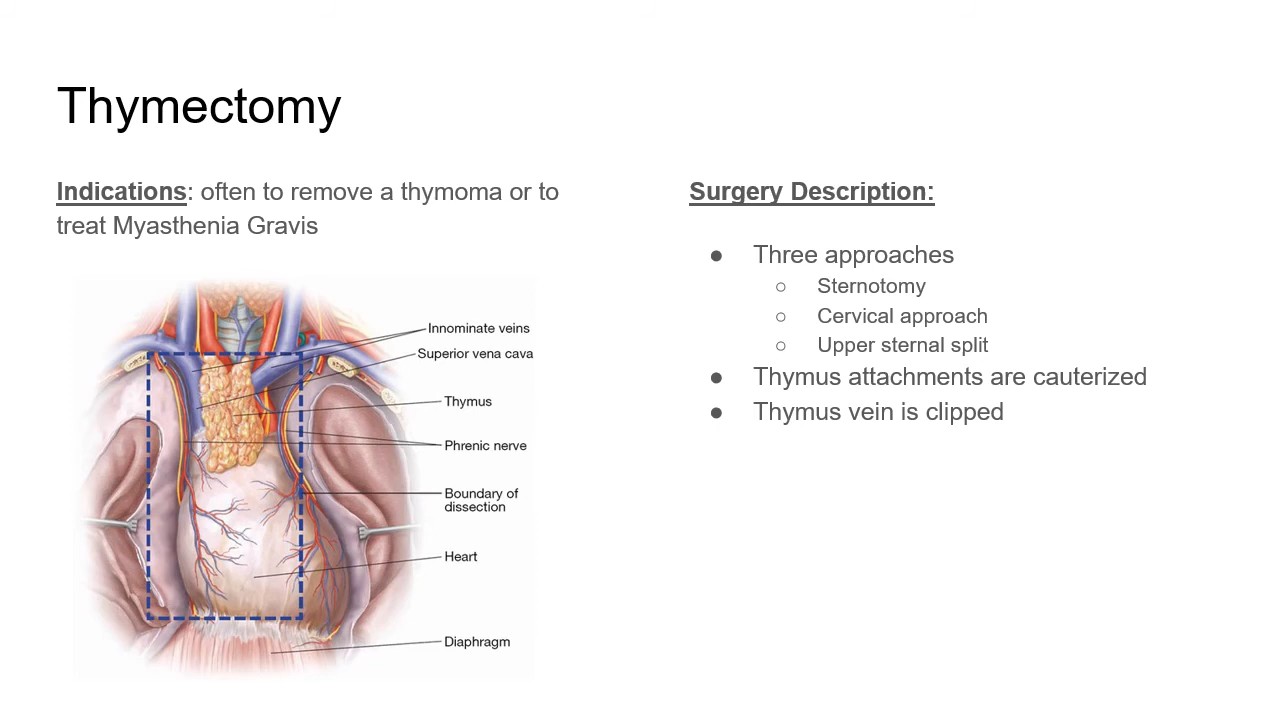 Thymectomy
Indications: often to remove a thymoma or to
treat Myasthenia Gravis
Innominate veins
Superior vena cava
Thymus
Phrenic nerve
Boundary of
dissection
Heart
Diaphragm
Surgery Description:
● Three approaches
○ Sternotomy
○ Cervical approach
○ Upper sternal split
● Thymus attachments are cauterized
● Thymus vein is clipped